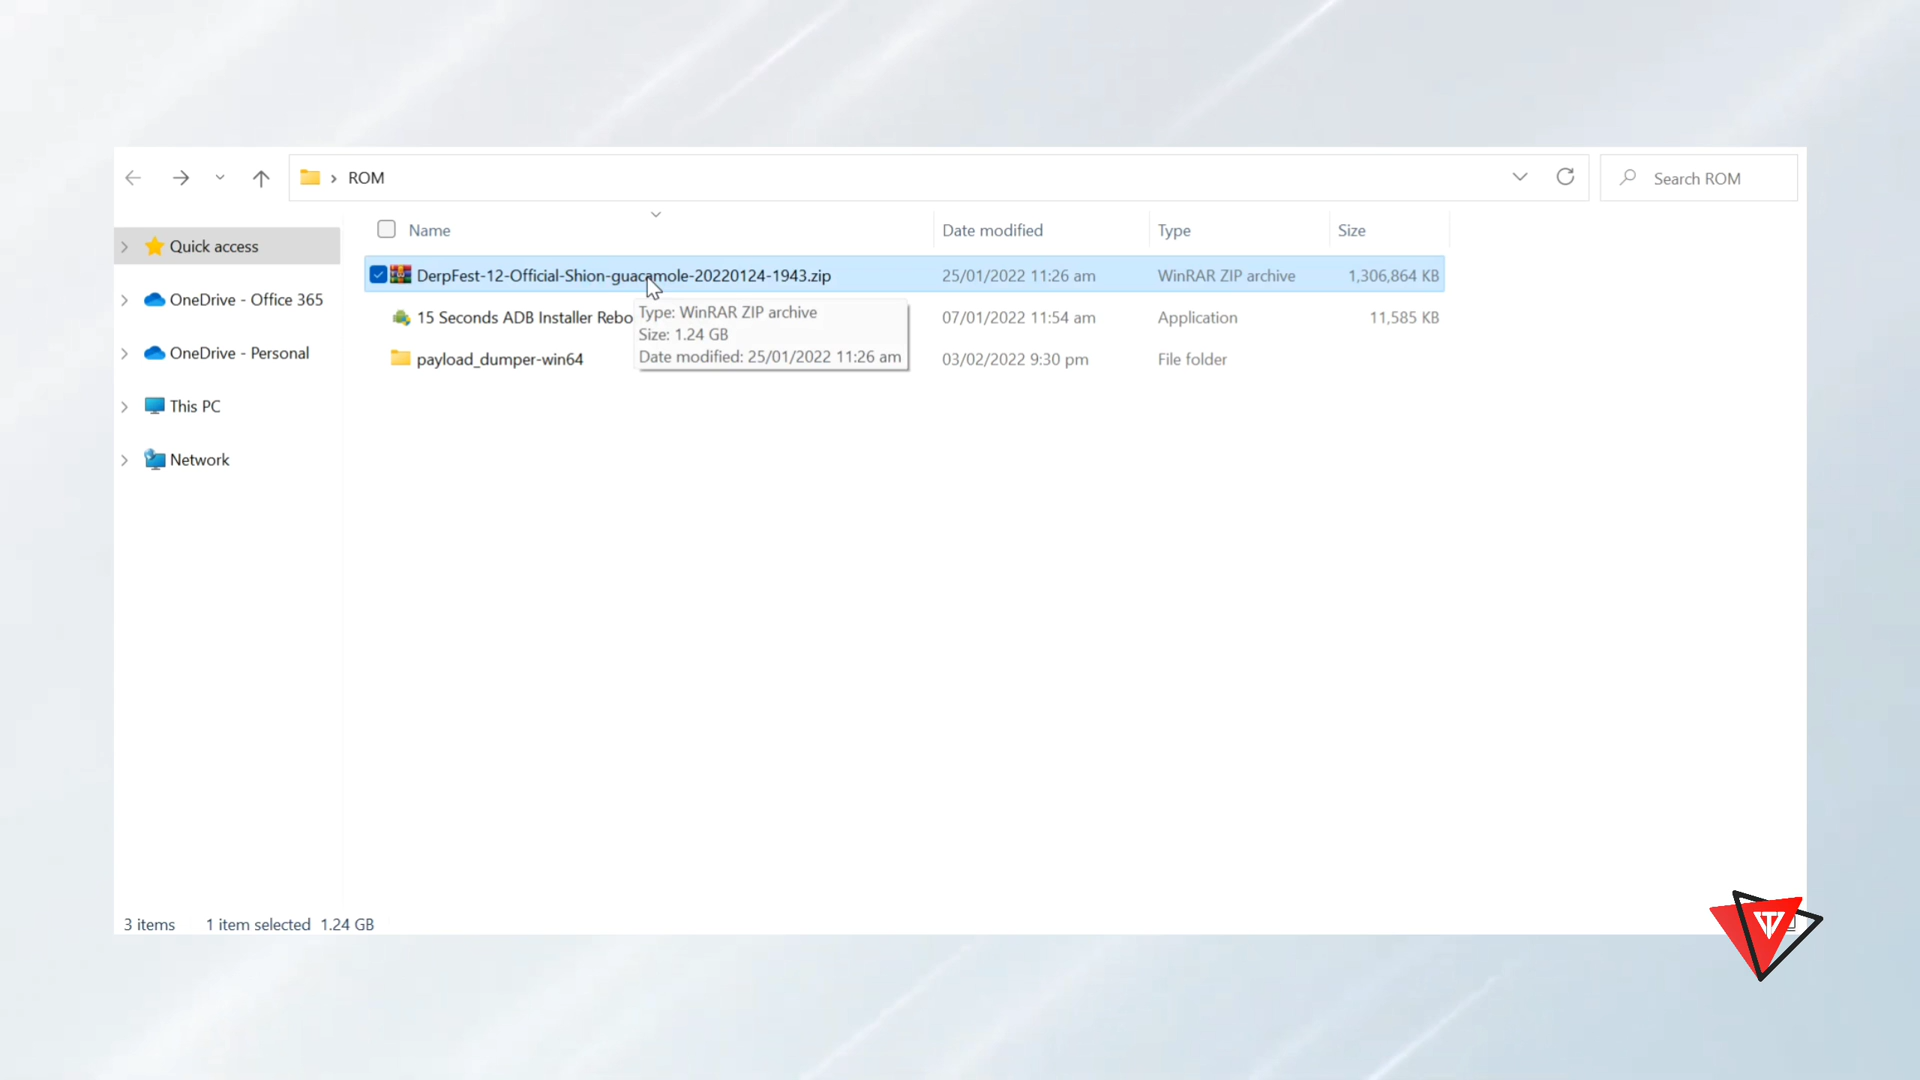 ROM
Search ROM
Name
Date modified
Type
Size
Quick access
DerpFest-12-Official-Shion-guacamole-20220124-1943.zip
25/01/2022 11:26 am
WinRAR ZIP archive
1,306,864 KB
OneDrive - Office 365
15 Seconds ADB Installer Rebo
07/01/2022 11:54 am
Application
11,585 KB
Type: WinRAR ZIP archive
Size: 1.24 GB
Date modified: 25/01/2022 11:26 am
OneDrive - Personal
payload_dumper-win64
03/02/2022 9:30 pm
File folder
This PC
Network
3 items
1 item selected 1.24 GB